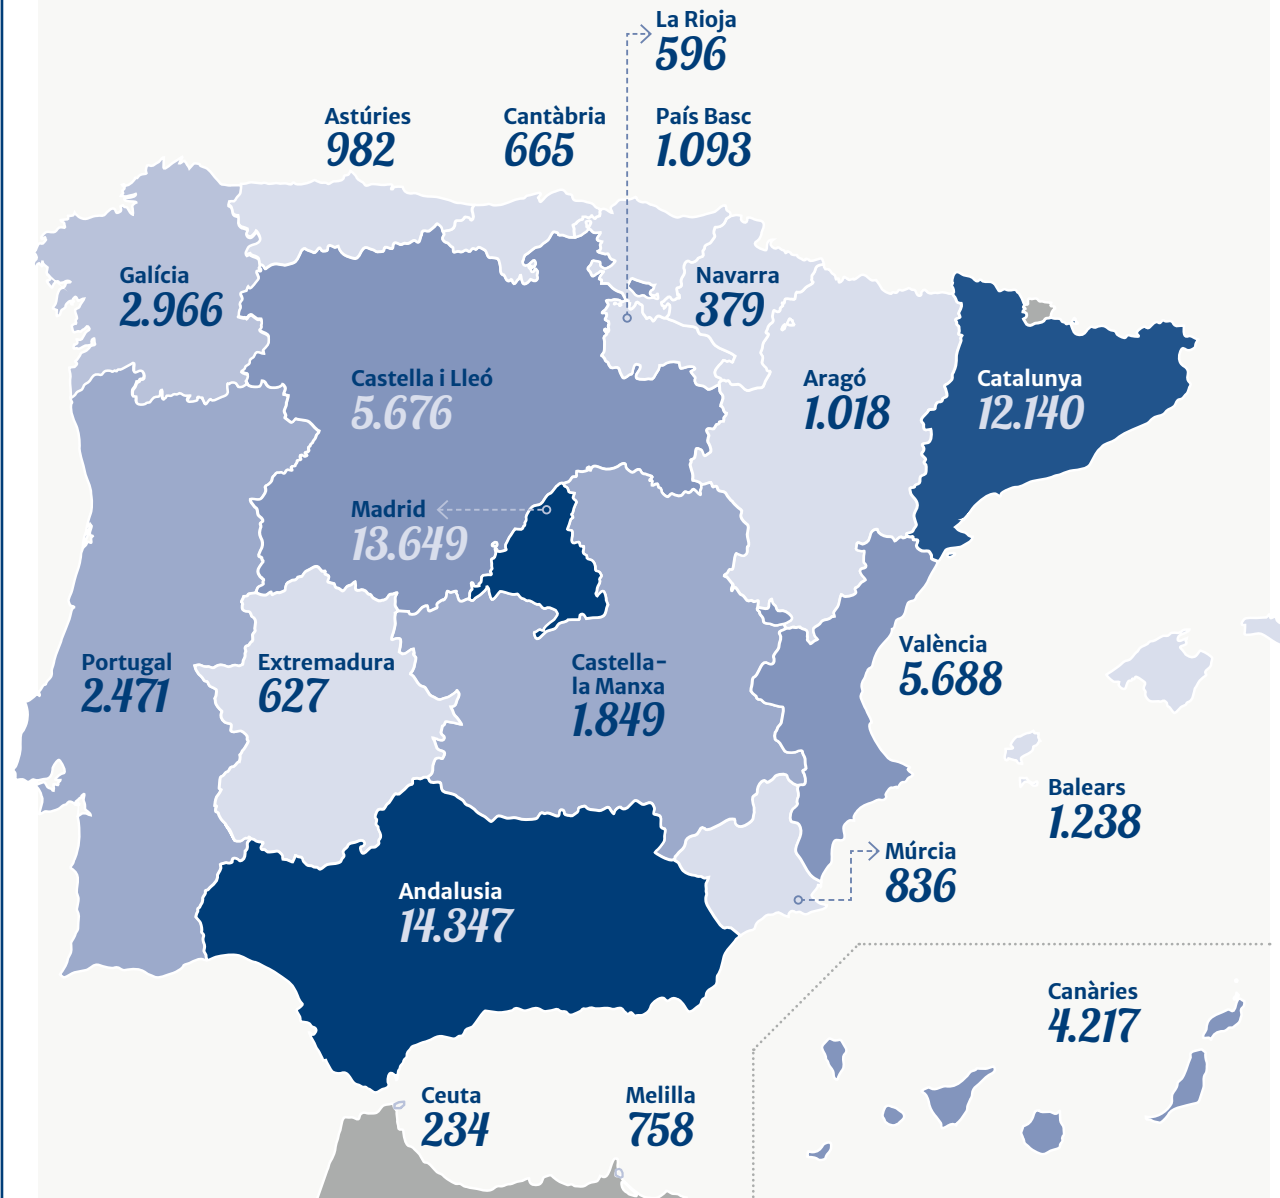 La Rioja
596
Astúries
982
Cantàbria
665
País Basc
1.093
Galícia
2.966
Navarra
379
Castella i Lleó
5.676
Aragó
1.018
Catalunya
12.140
Madrid
13.649
Portugal
2.471
Extremadura
627
Castella-
la Manxa
1.849
València
5.688
Balears
1.238
Múrcia
836
Andalusia
14.347
Canàries
4.217
Ceuta
234
Melilla
758